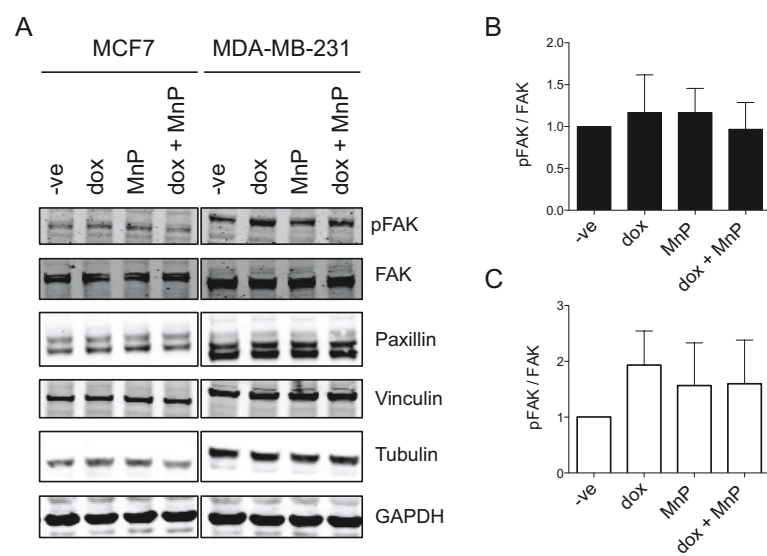 A
MCF7
MDA-MB-231
-ve
dox
MnP
dox + MnP
-ve
dox
MnP
dox + MnP
pFAK
FAK
Paxillin
Vinculin
Tubulin
GAPDH
B
pFAK / FAK
2.0
1.5
1.0
0.5
0.0
-ve
dox
MnP
dox + MnP
C
pFAK / FAK
3
2
1
0
-ve
dox
MnP
dox + MnP